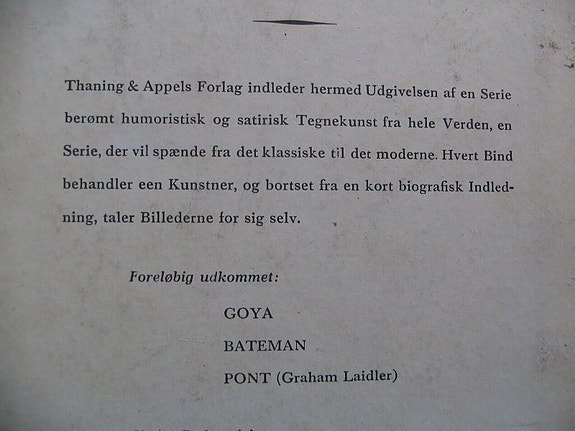 Thaning & Appels Forlag indleder hermed Udgivelsen af en Serie
berømt humoristisk og satirisk Tegnekunst fra hele Verden, en
Serie, der vil spænde fra det klassiske til det moderne. Hvert Bind
behandler een Kunstner, og bortset fra en kort biografisk Indled-
ning, taler Billederne for sig selv.
Foreløbig udkommet:
GOYA
BATEMAN
PONT (Graham Laidler)